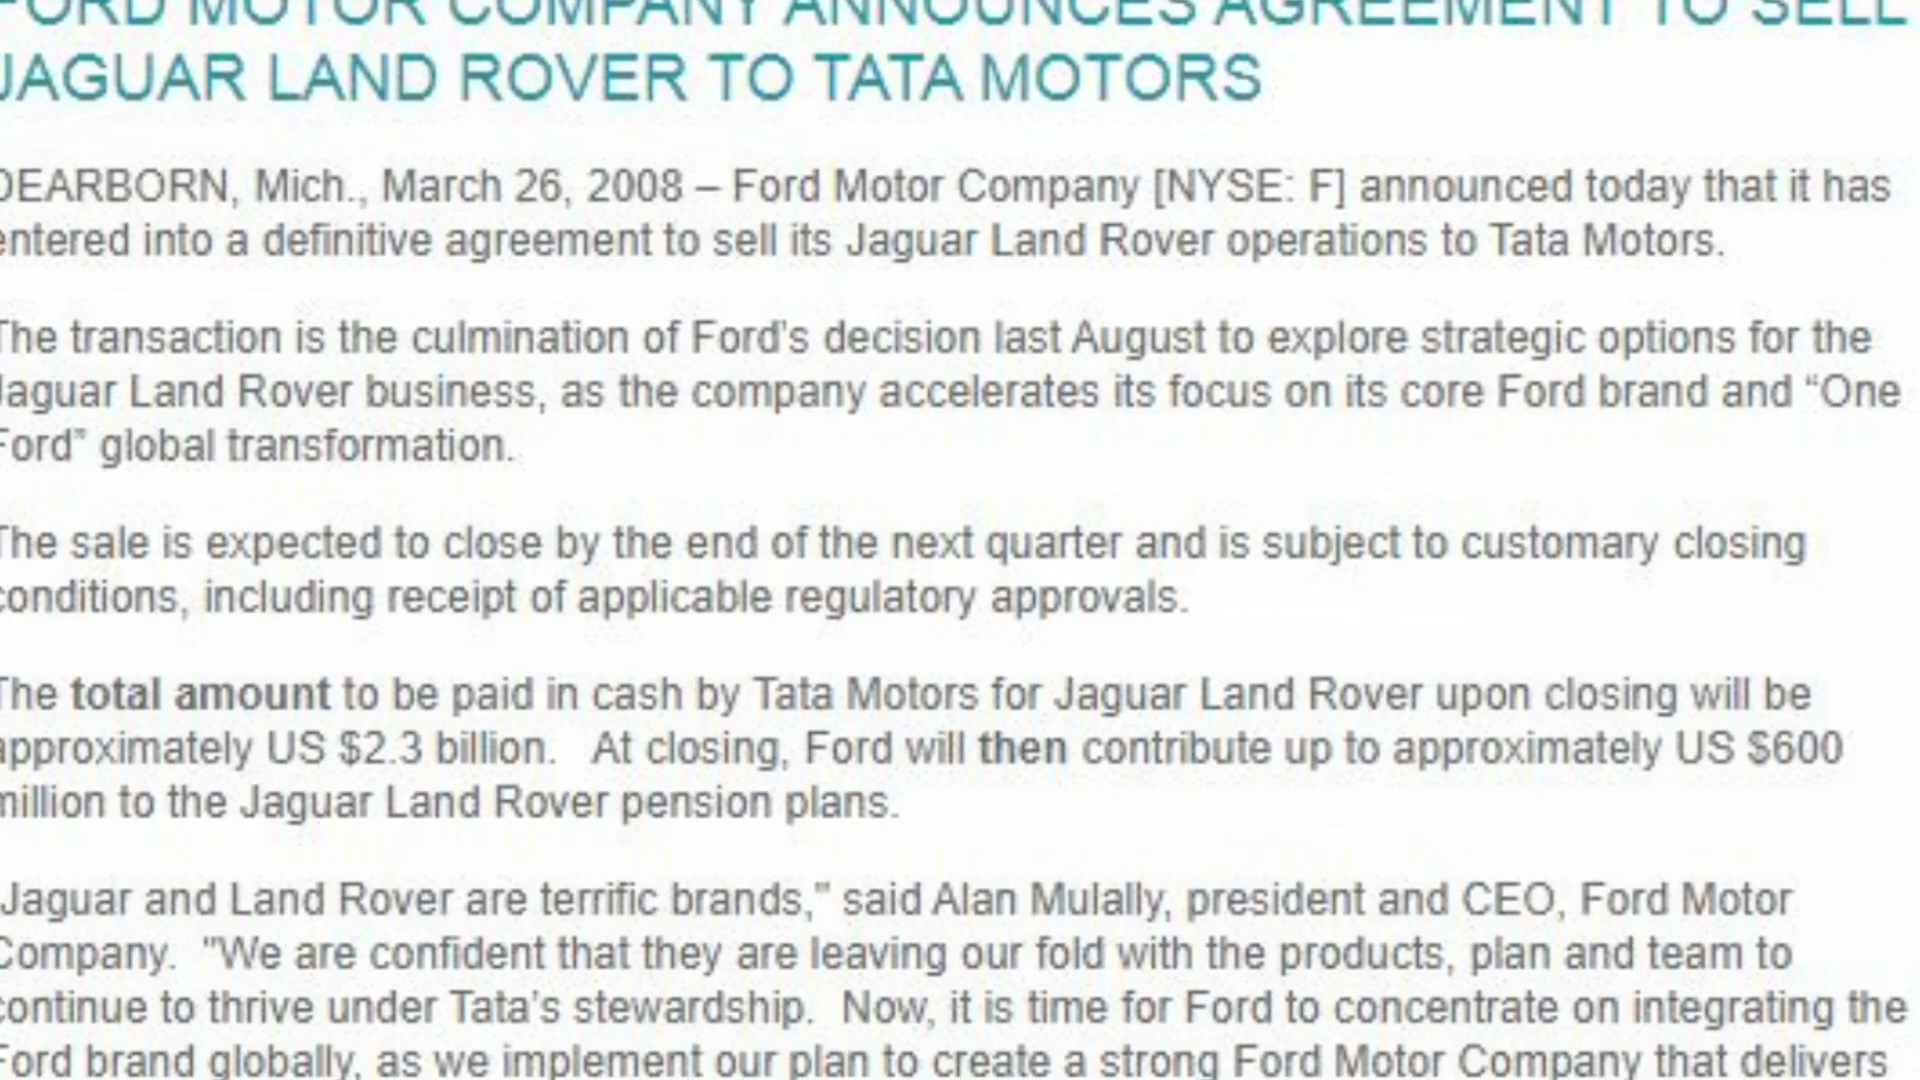 FORD MOTOR COMPANY ANNOUNCES AGREEMENT TO SELL
JAGUAR LAND ROVER TO TATA MOTORS
DEARBORN, Mich., March 26, 2008 – Ford Motor Company [NYSE: F] announced today that it has
entered into a definitive agreement to sell its Jaguar Land Rover operations to Tata Motors.
The transaction is the culmination of Ford's decision last August to explore strategic options for the
Jaguar Land Rover business, as the company accelerates its focus on its core Ford brand and “One
Ford” global transformation.
The sale is expected to close by the end of the next quarter and is subject to customary closing
conditions, including receipt of applicable regulatory approvals.
The total amount to be paid in cash by Tata Motors for Jaguar Land Rover upon closing will be
approximately US $2.3 billion.   At closing, Ford will then contribute up to approximately US $600
million to the Jaguar Land Rover pension plans.
Jaguar and Land Rover are terrific brands," said Alan Mulally, president and CEO, Ford Motor
Company.  "We are confident that they are leaving our fold with the products, plan and team to
continue to thrive under Tata's stewardship.  Now, it is time for Ford to concentrate on integrating the
Ford brand globally, as we implement our plan to create a strong Ford Motor Company that delivers